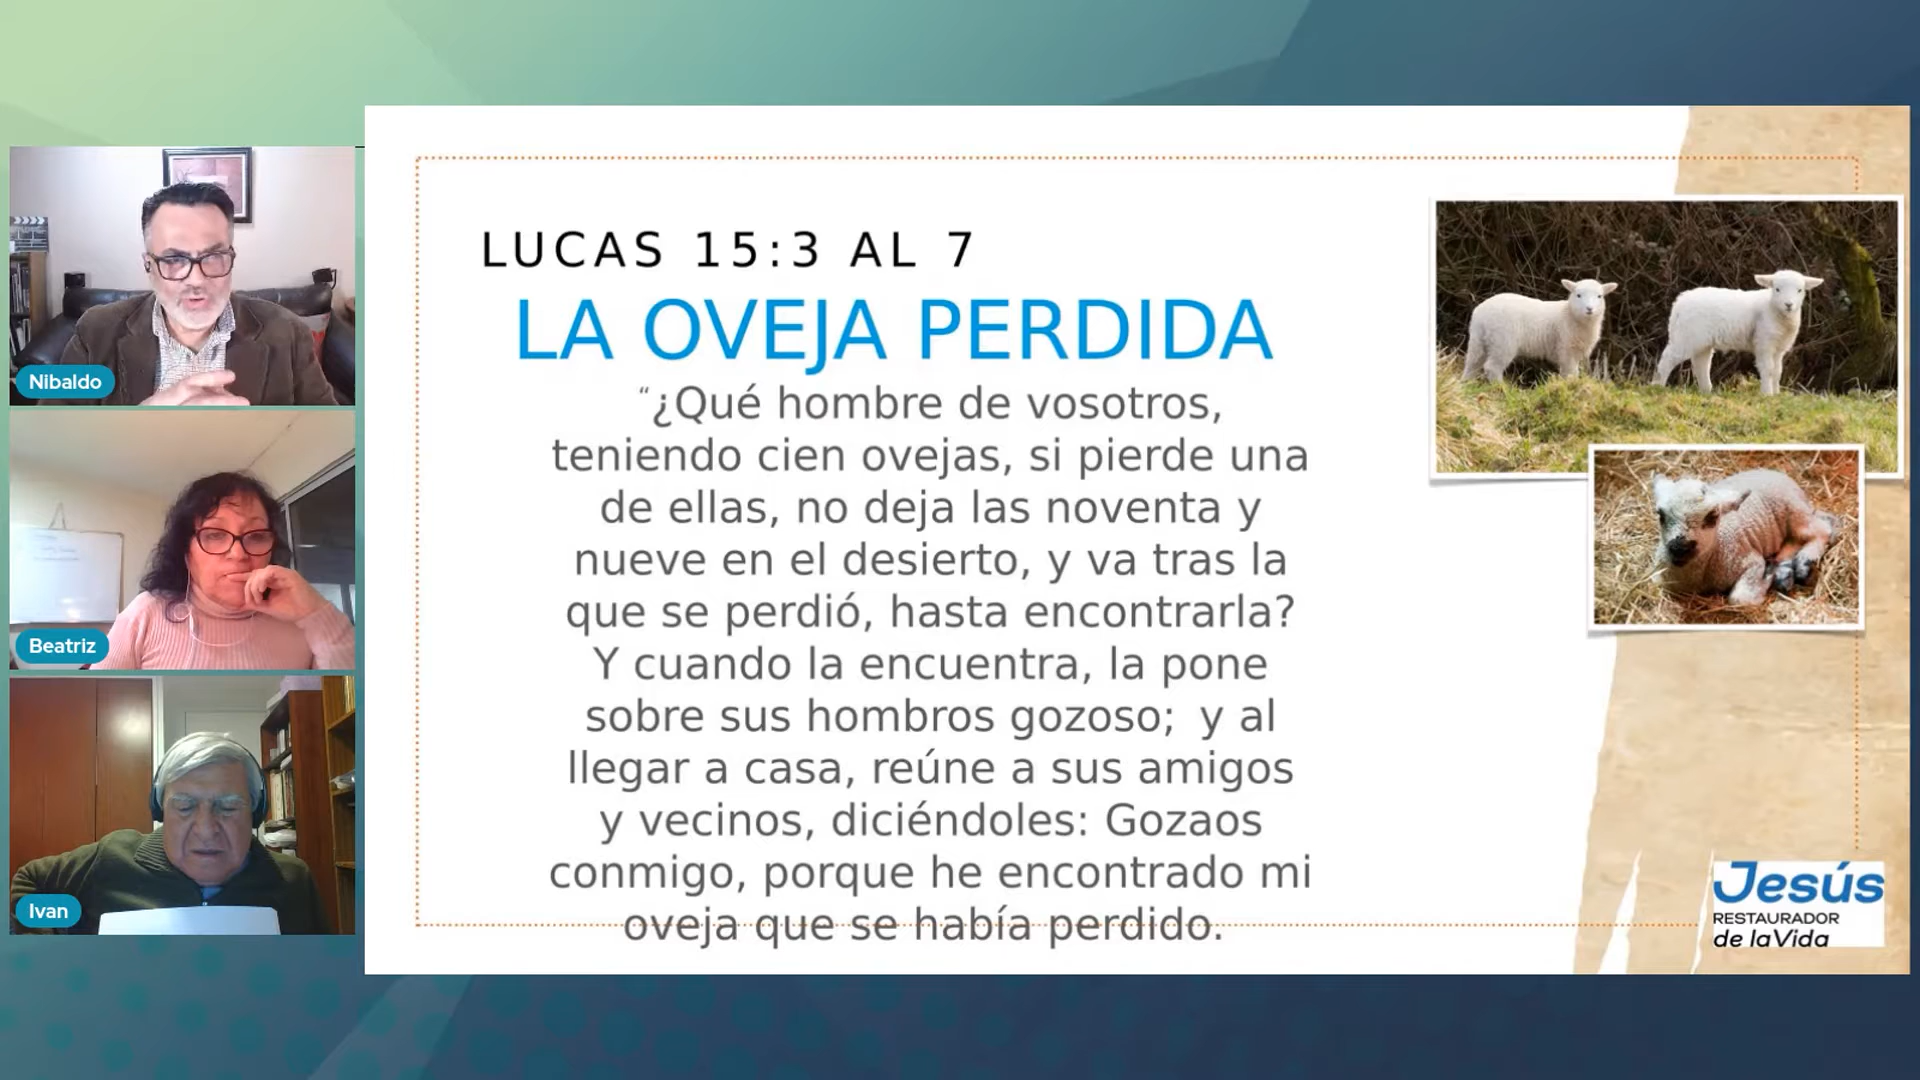 Nibaldo
Beatriz
Ivan
LUCAS 15:3 AL 7
LA OVEJA PERDIDA
“¿Qué hombre de vosotros,
teniendo cien ovejas, si pierde una
de ellas, no deja las noventa y
nueve en el desierto, y va tras la
que se perdió, hasta encontrarla?
Y cuando la encuentra, la pone
sobre sus hombros gozoso; y al
llegar a casa, reúne a sus amigos
y vecinos, diciéndoles: Gozaos
conmigo, porque he encontrado mi
oveja que se había perdido.
Jesús
RESTAURADOR
de laVida